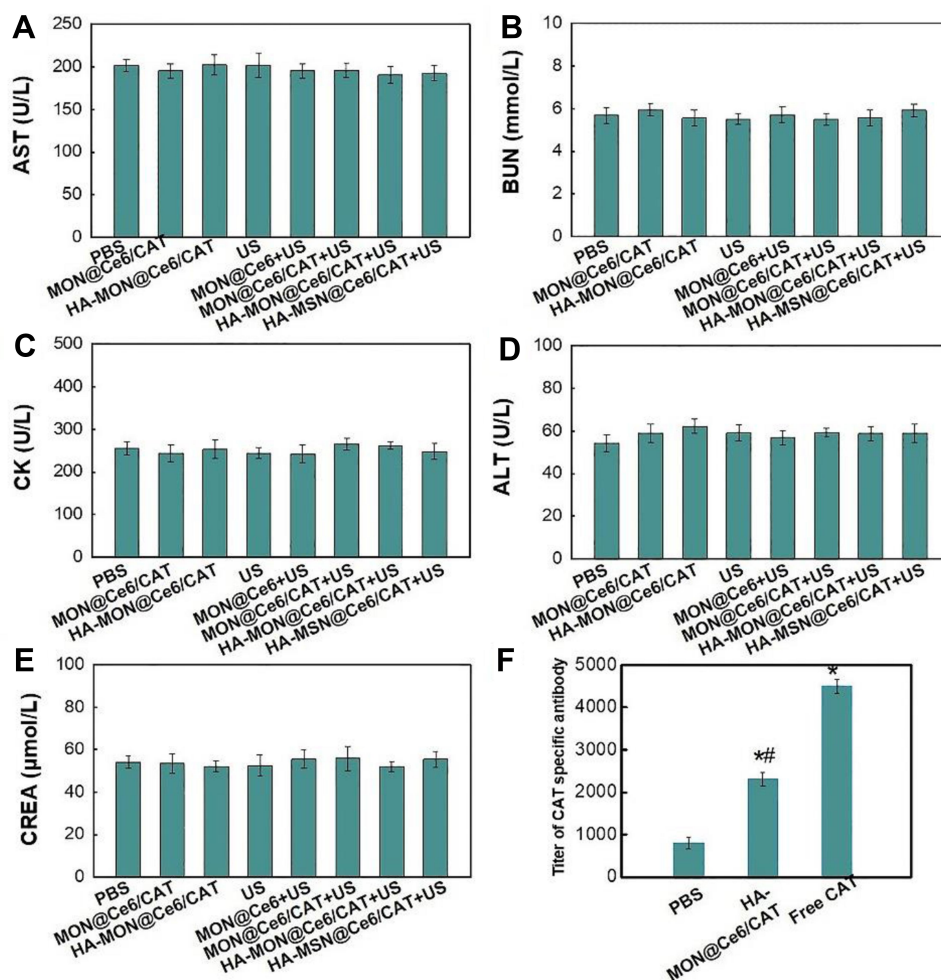 A
AST (U/L)
250
200
150
100
50
0
PBS
MON@Ce6/CAT
HA-MON@Ce6/CAT
US
MON@Ce6+US
MON@Ce6/CAT+US
HA-MON@Ce6/CAT+US
HA-MSN@Ce6/CAT+US
B
BUN (mmol/L)
10
8
6
4
2
0
PBS
MON@Ce6/CAT
HA-MON@Ce6/CAT
US
MON@Ce6+US
MON@Ce6/CAT+US
HA-MON@Ce6/CAT+US
HA-MSN@Ce6/CAT+US
C
CK (U/L)
500
400
300
200
100
0
PBS
MON@Ce6/CAT
HA-MON@Ce6/CAT
US
MON@Ce6+US
MON@Ce6/CAT+US
HA-MON@Ce6/CAT+US
HA-MSN@Ce6/CAT+US
D
ALT (U/L)
100
80
60
40
20
0
PBS
MON@Ce6/CAT
HA-MON@Ce6/CAT
US
MON@Ce6+US
MON@Ce6/CAT+US
HA-MON@Ce6/CAT+US
HA-MSN@Ce6/CAT+US
E
CREA (μmol/L)
100
80
60
40
20
0
PBS
MON@Ce6/CAT
HA-MON@Ce6/CAT
US
MON@Ce6+US
MON@Ce6/CAT+US
HA-MON@Ce6/CAT+US
HA-MSN@Ce6/CAT+US
F
Titer of CAT specific antibody
5000
4000
3000
2000
1000
0
*#
*
PBS
HA-
MON@Ce6/CAT
Free CAT